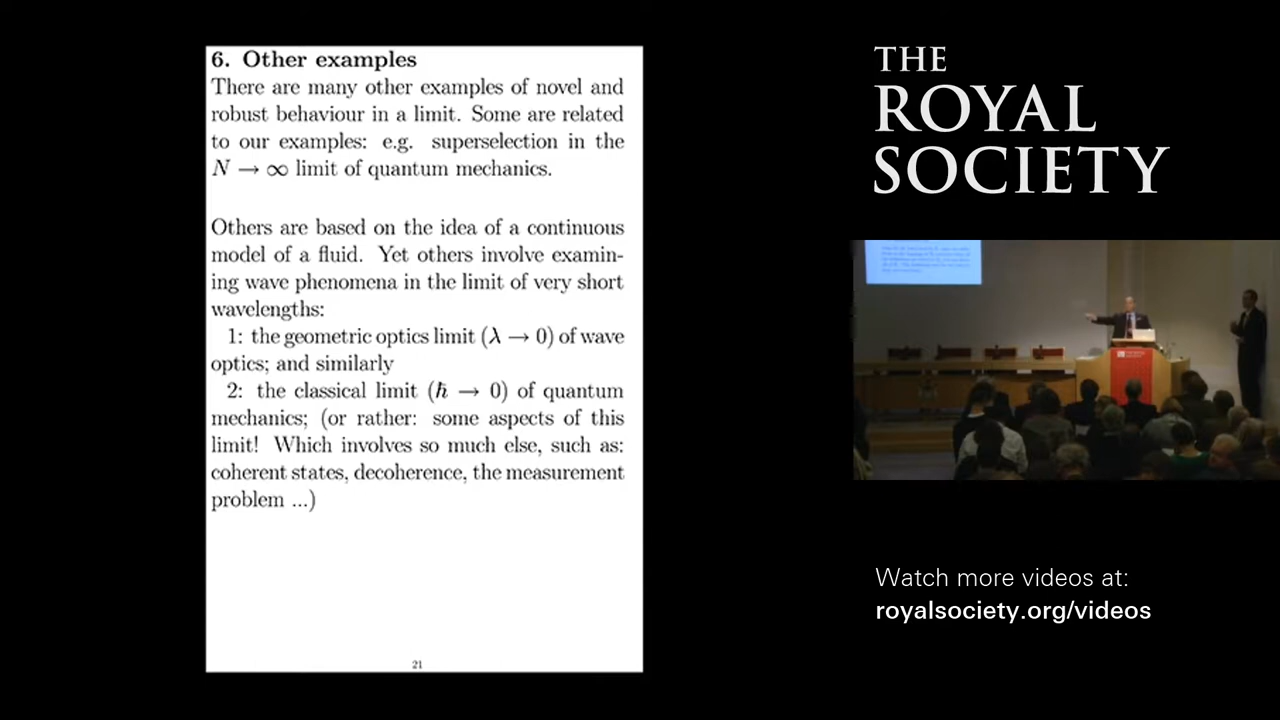 6. Other examples
There are many other examples of novel and
robust behaviour in a limit. Some are related
to our examples: e.g. superselection in the
N → ∞ limit of quantum mechanics.
Others are based on the idea of a continuous
model of a fluid. Yet others involve examin-
ing wave phenomena in the limit of very short
wavelengths:
1: the geometric optics limit (λ → 0) of wave
optics; and similarly
2: the classical limit (ℏ → 0) of quantum
mechanics; (or rather: some aspects of this
limit! Which involves so much else, such as:
coherent states, decoherence, the measurement
problem ...)
21
THE
ROYAL
SOCIETY
Watch more videos at:
royalsociety.org/videos